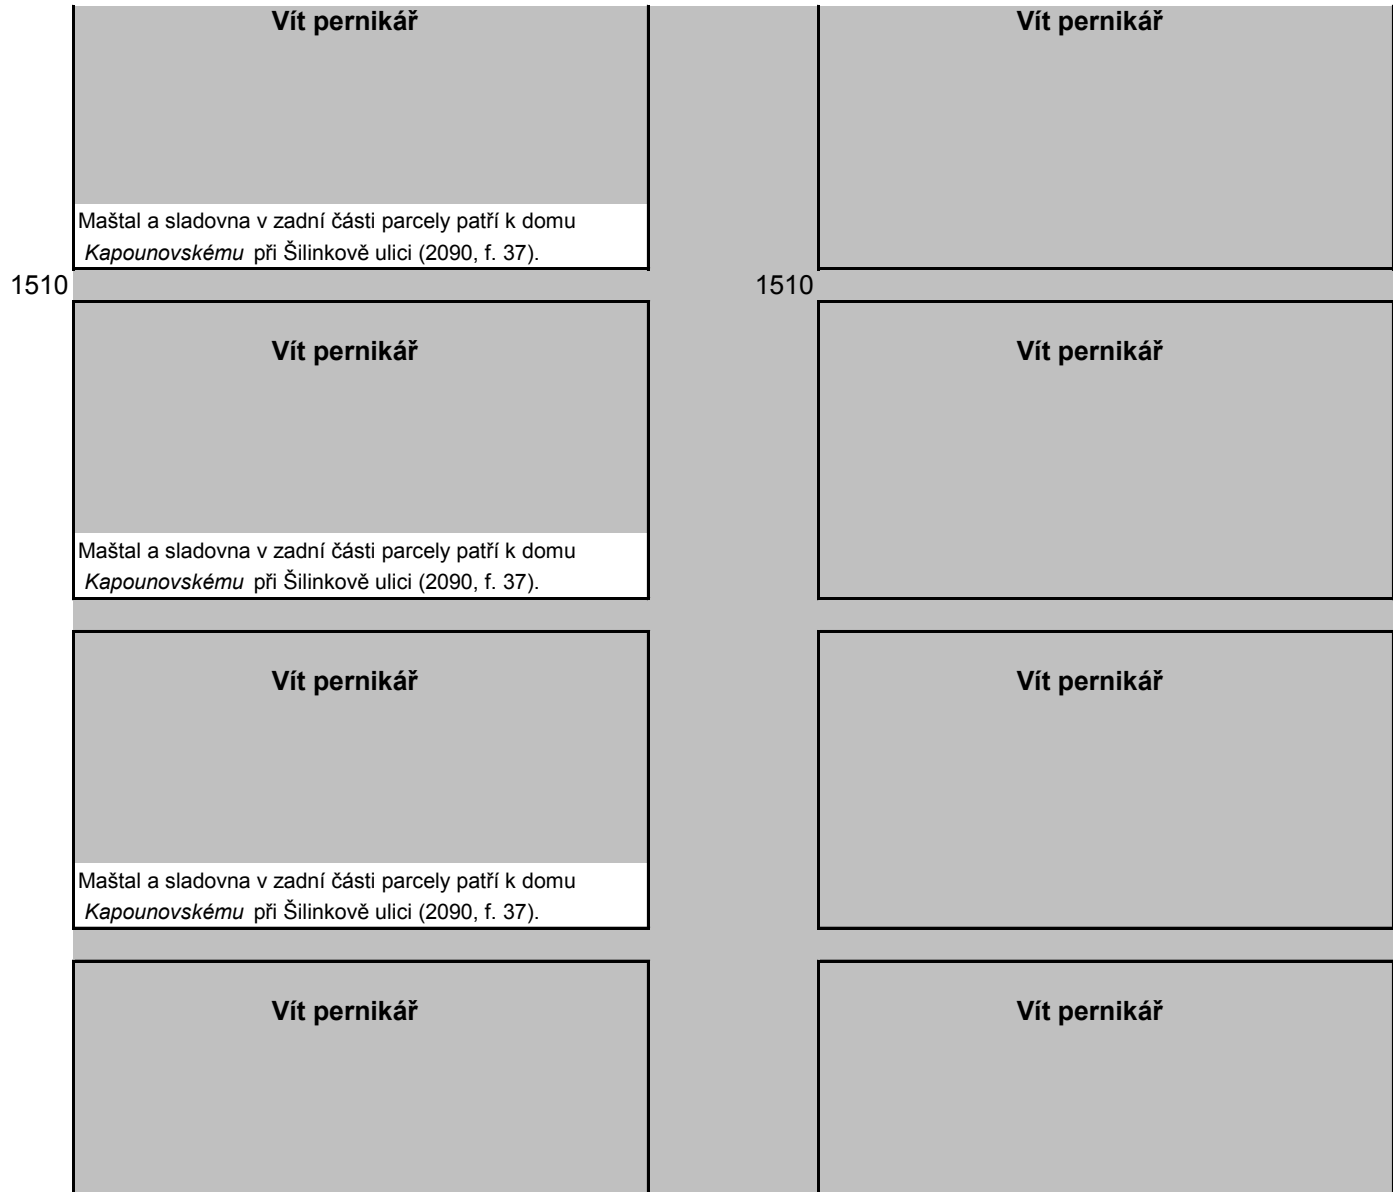 Vít pernikář
Vít pernikář
Maštal a sladovna v zadní části parcely patří k domu
Kapounovskému při Šilinkově ulici (2090, f. 37).
1510
1510
Vít pernikář
Vít pernikář
Maštal a sladovna v zadní části parcely patří k domu
Kapounovskému při Šilinkově ulici (2090, f. 37).
Vít pernikář
Vít pernikář
Maštal a sladovna v zadní části parcely patří k domu
Kapounovskému při Šilinkově ulici (2090, f. 37).
Vít pernikář
Vít pernikář